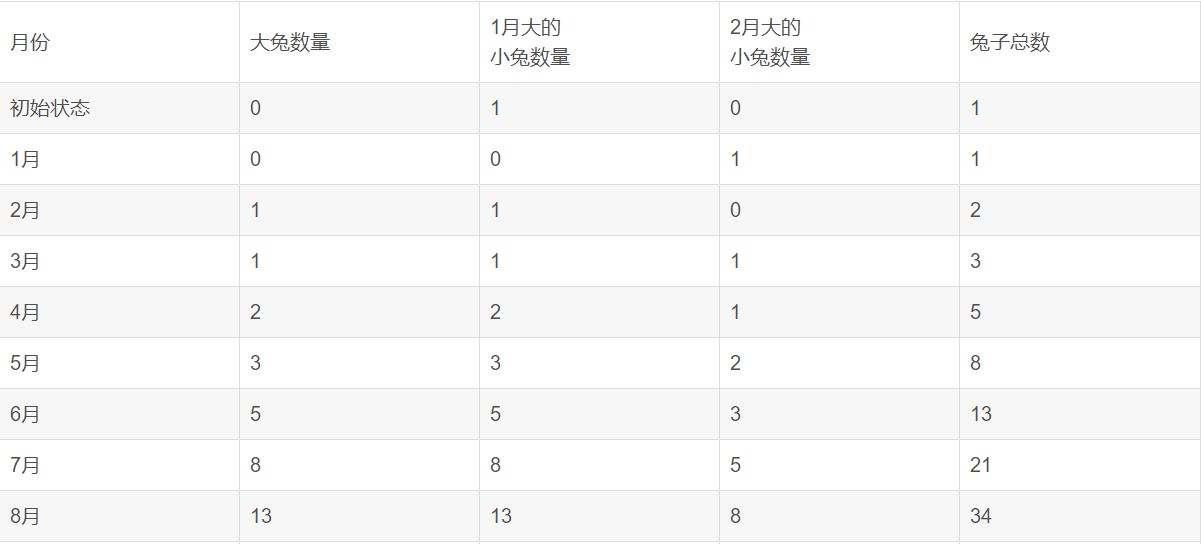 月份 大兔数量 1月大的 2月大的 兔子总数
小兔数量 小兔数量
初始状态 0 1 0 1
1月 0 0 1 1
2月 1 1 0 2
3月 1 1 1 3
4月 2 2 1 5
5月 3 3 2 8
6月 5 5 3 13
7月 8 8 5 21
8月 13 13 8 34